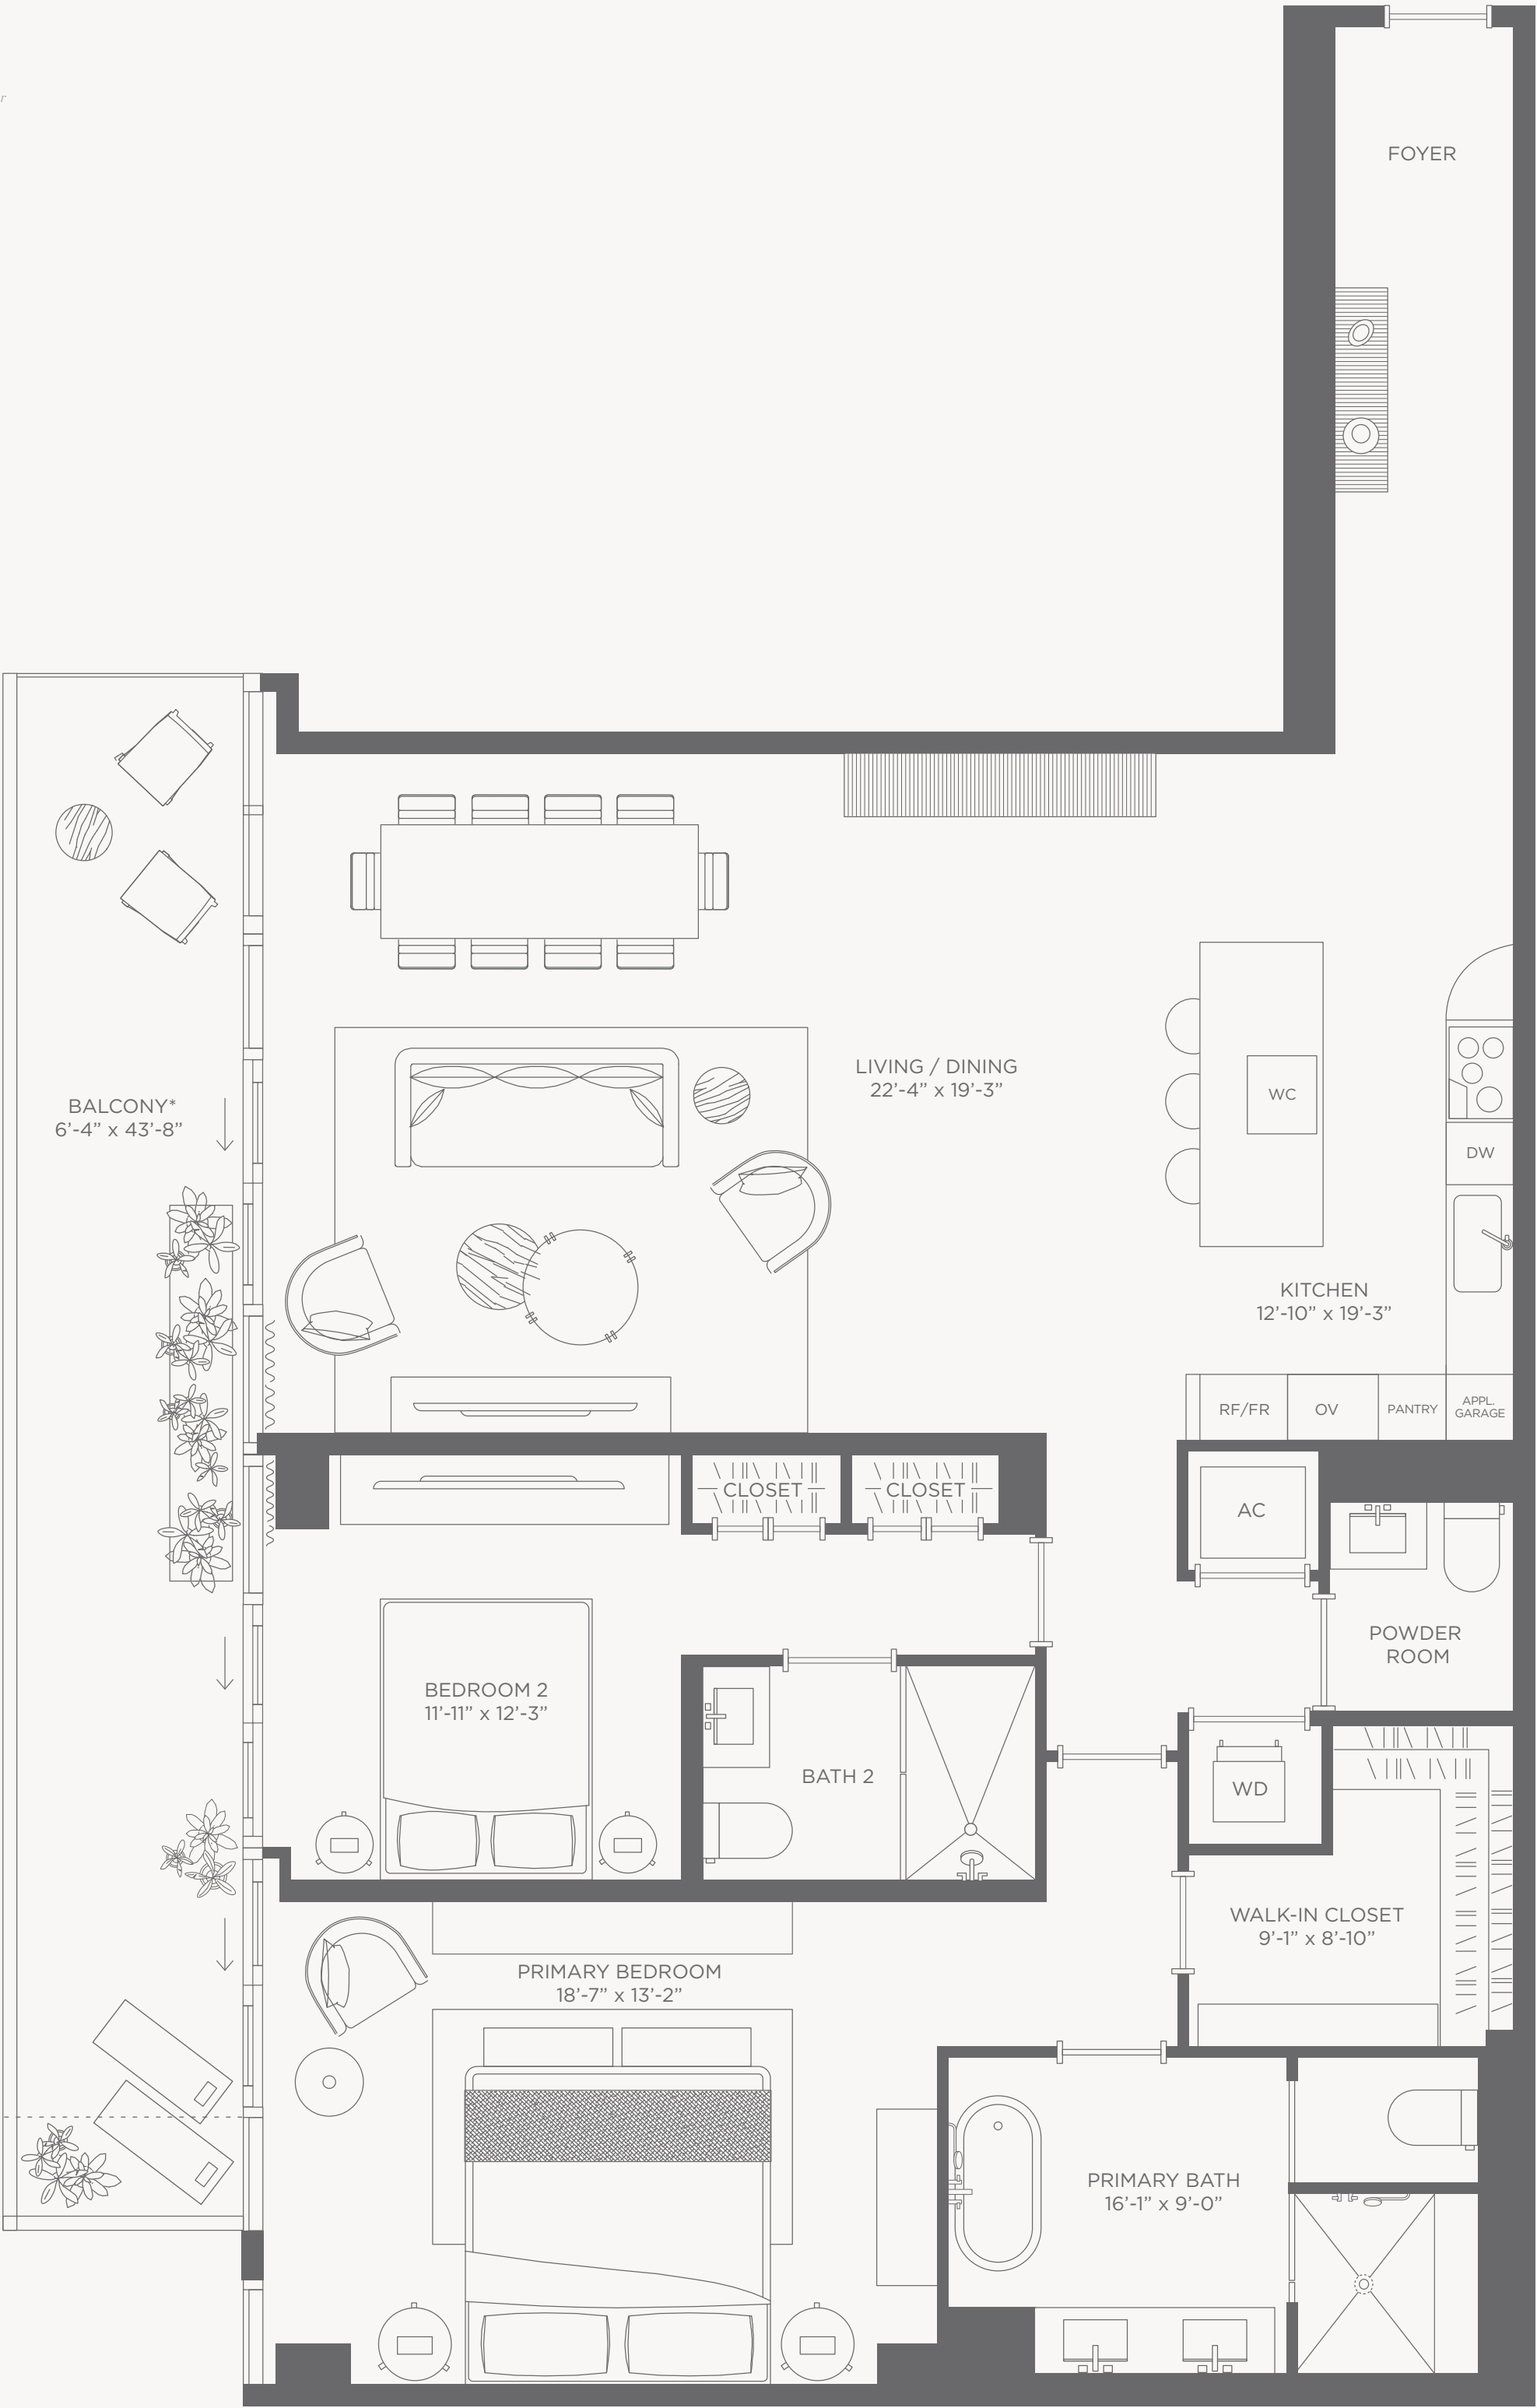 r
FOYER
BALCONY*
6’-4” x 43’-8”
LIVING / DINING
22’-4” x 19’-3”
WC
DW
KITCHEN
12’-10” x 19’-3”
RF/FR
OV
PANTRY
APPL.
GARAGE
CLOSET
CLOSET
AC
POWDER
ROOM
BEDROOM 2
11’-11” x 12’-3”
BATH 2
WD
WALK-IN CLOSET
9’-1” x 8’-10”
PRIMARY BEDROOM
18’-7” x 13’-2”
PRIMARY BATH
16’-1” x 9’-0”